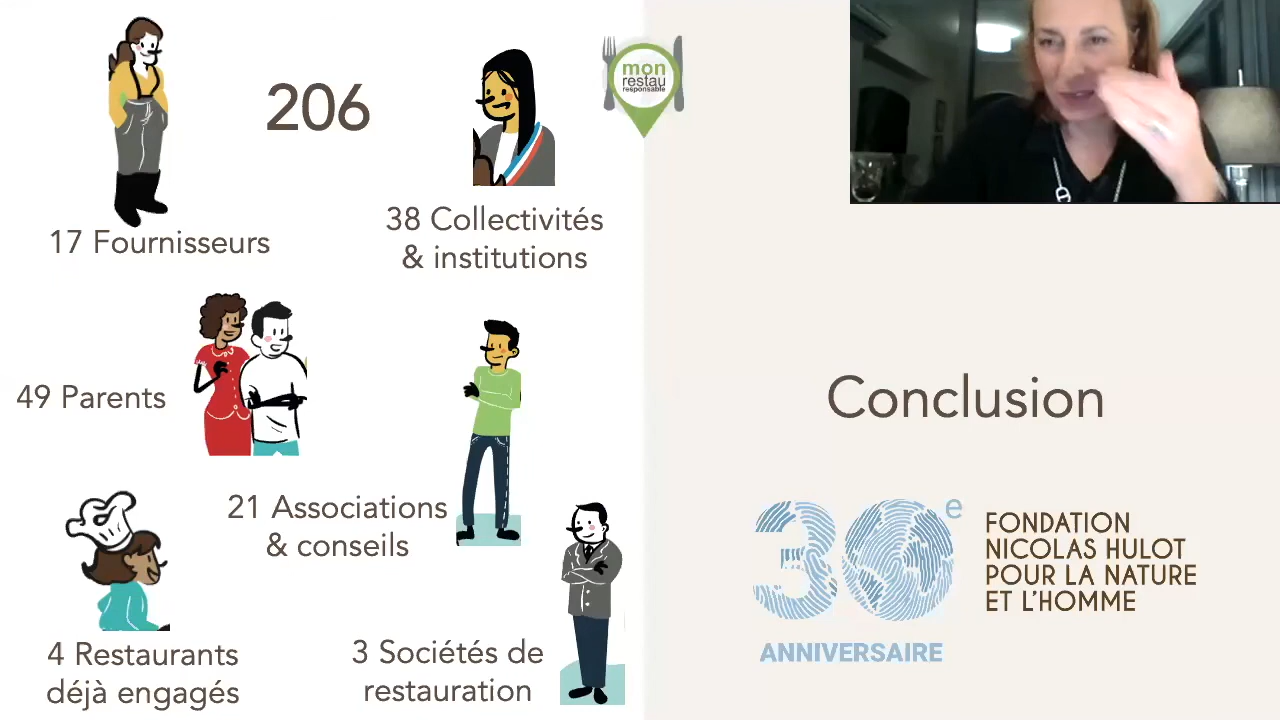 206
mon
restau
responsable
17 Fournisseurs
38 Collectivités
& institutions
49 Parents
21 Associations
& conseils
4 Restaurants
déjà engagés
3 Sociétés de
restauration
Conclusion
30e
ANNIVERSAIRE
FONDATION
NICOLAS HULOT
POUR LA NATURE
ET L'HOMME